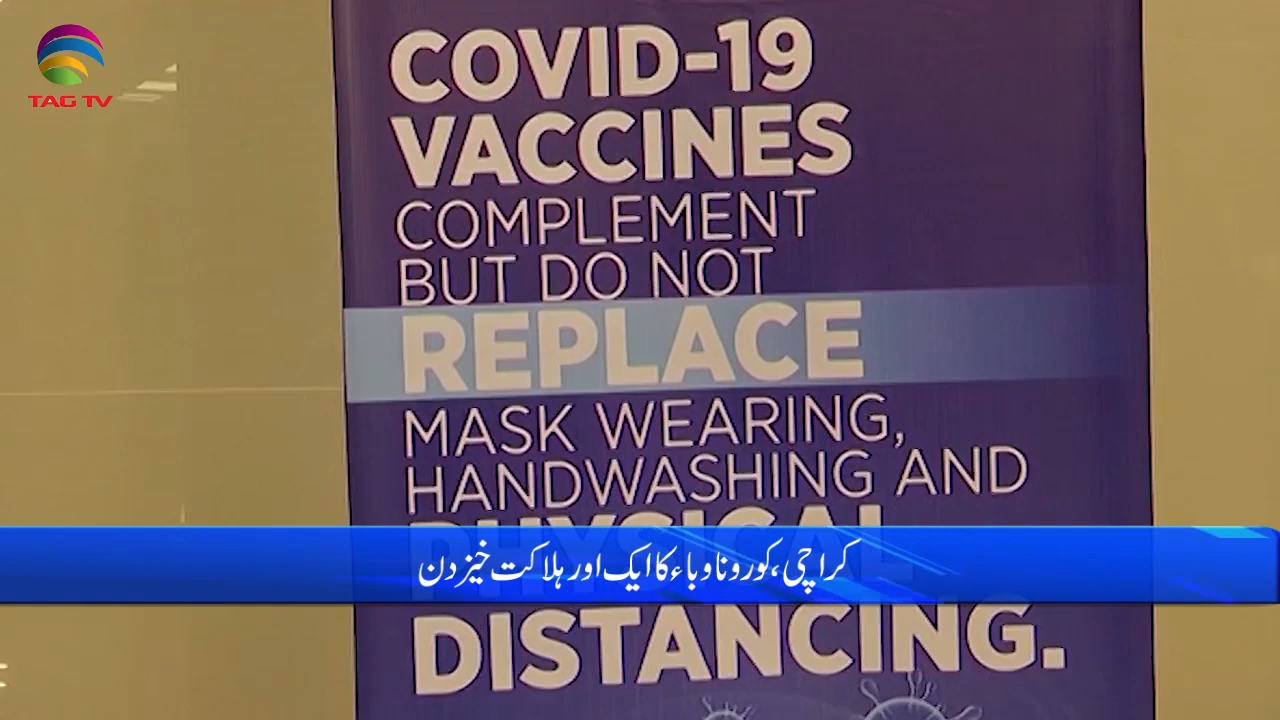 TAG TV
COVID-19
VACCINES
COMPLEMENT
BUT DO NOT
REPLACE
MASK WEARING,
HANDWASHING AND
PHYSICAL
کراچی، کورونا وباء کا ایک اور ہلاکت خیز دن
DISTANCING.